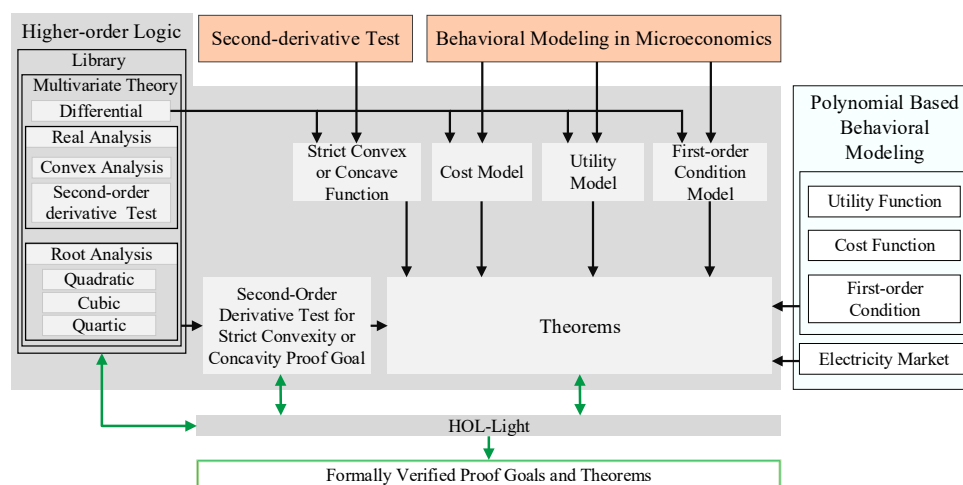 Higher-order Logic
Library
Multivariate Theory
Differential
Real Analysis
Convex Analysis
Second-order
derivative Test
Root Analysis
Quadratic
Cubic
Quartic
Second-derivative Test
Behavioral Modeling in Microeconomics
Strict Convex
or Concave
Function
Cost Model
Utility
Model
First-order
Condition
Model
Second-Order
Derivative Test for
Strict Convexity or
Concavity Proof Goal
Theorems
Polynomial Based
Behavioral
Modeling
Utility Function
Cost Function
First-order
Condition
Electricity Market
HOL-Light
Formally Verified Proof Goals and Theorems